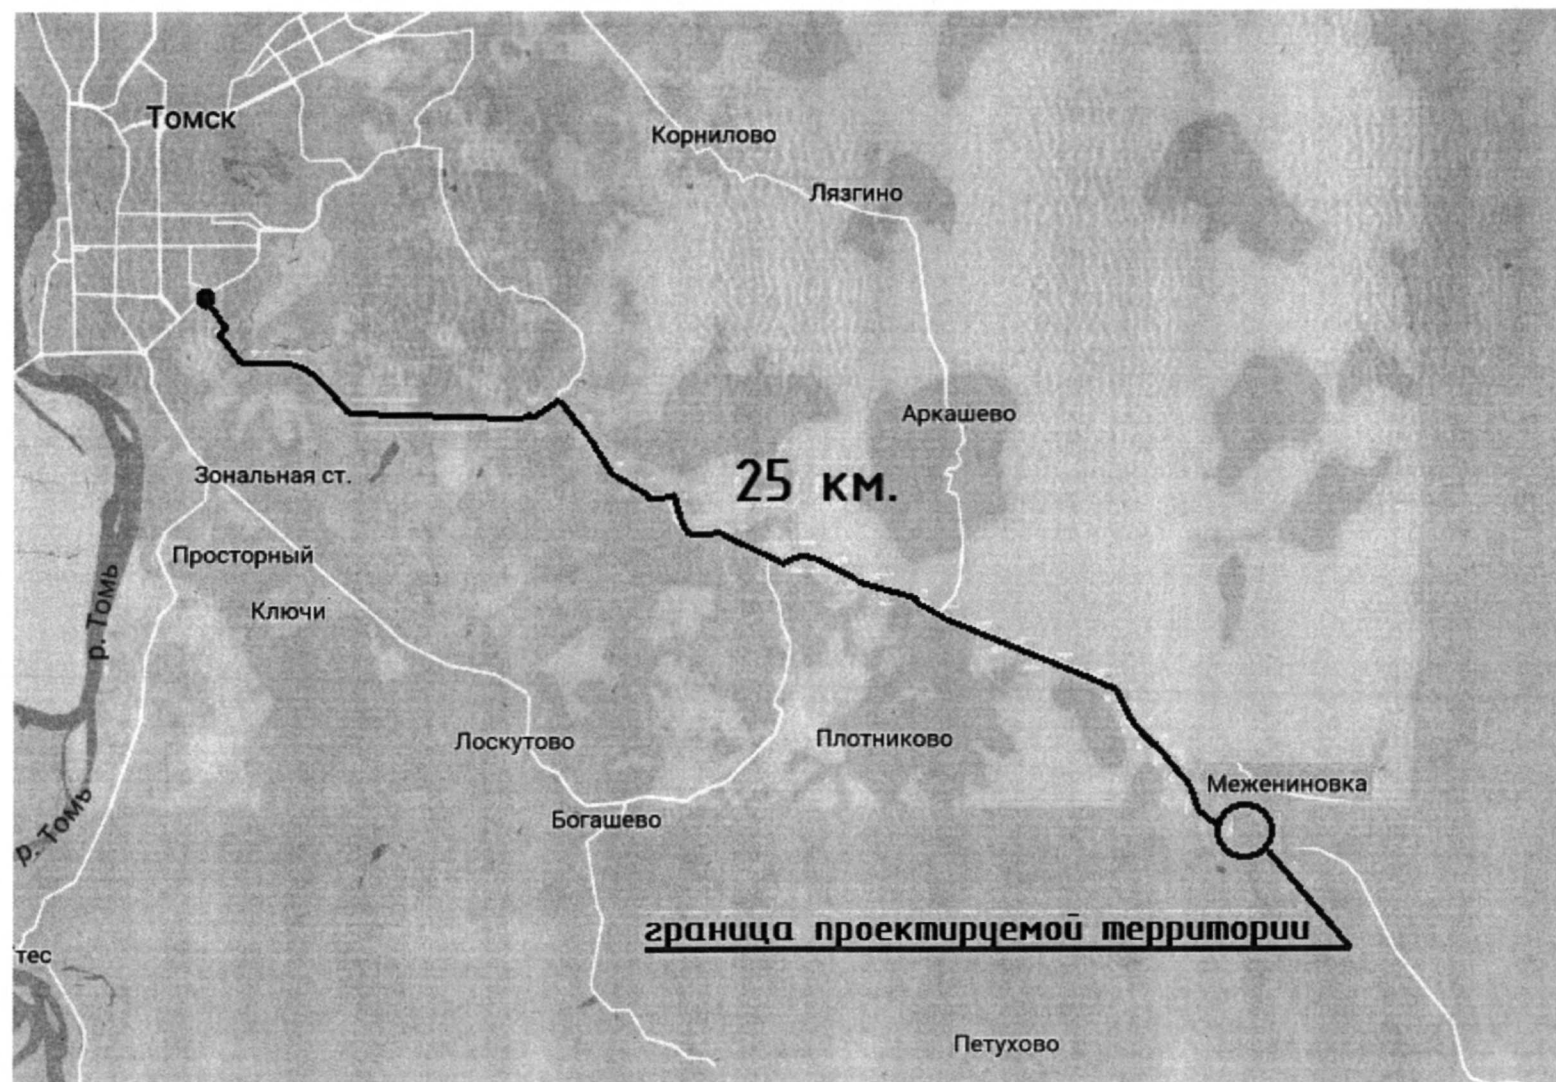 Томск
Корнилово
Лязгино
Аркашево
25 км.
Зональная ст.
Просторный
р. Томь
Ключи
Лоскутово
Плотниково
Межениновка
Богашево
р. Томь
граница проектируемой территории
тес
Петухово